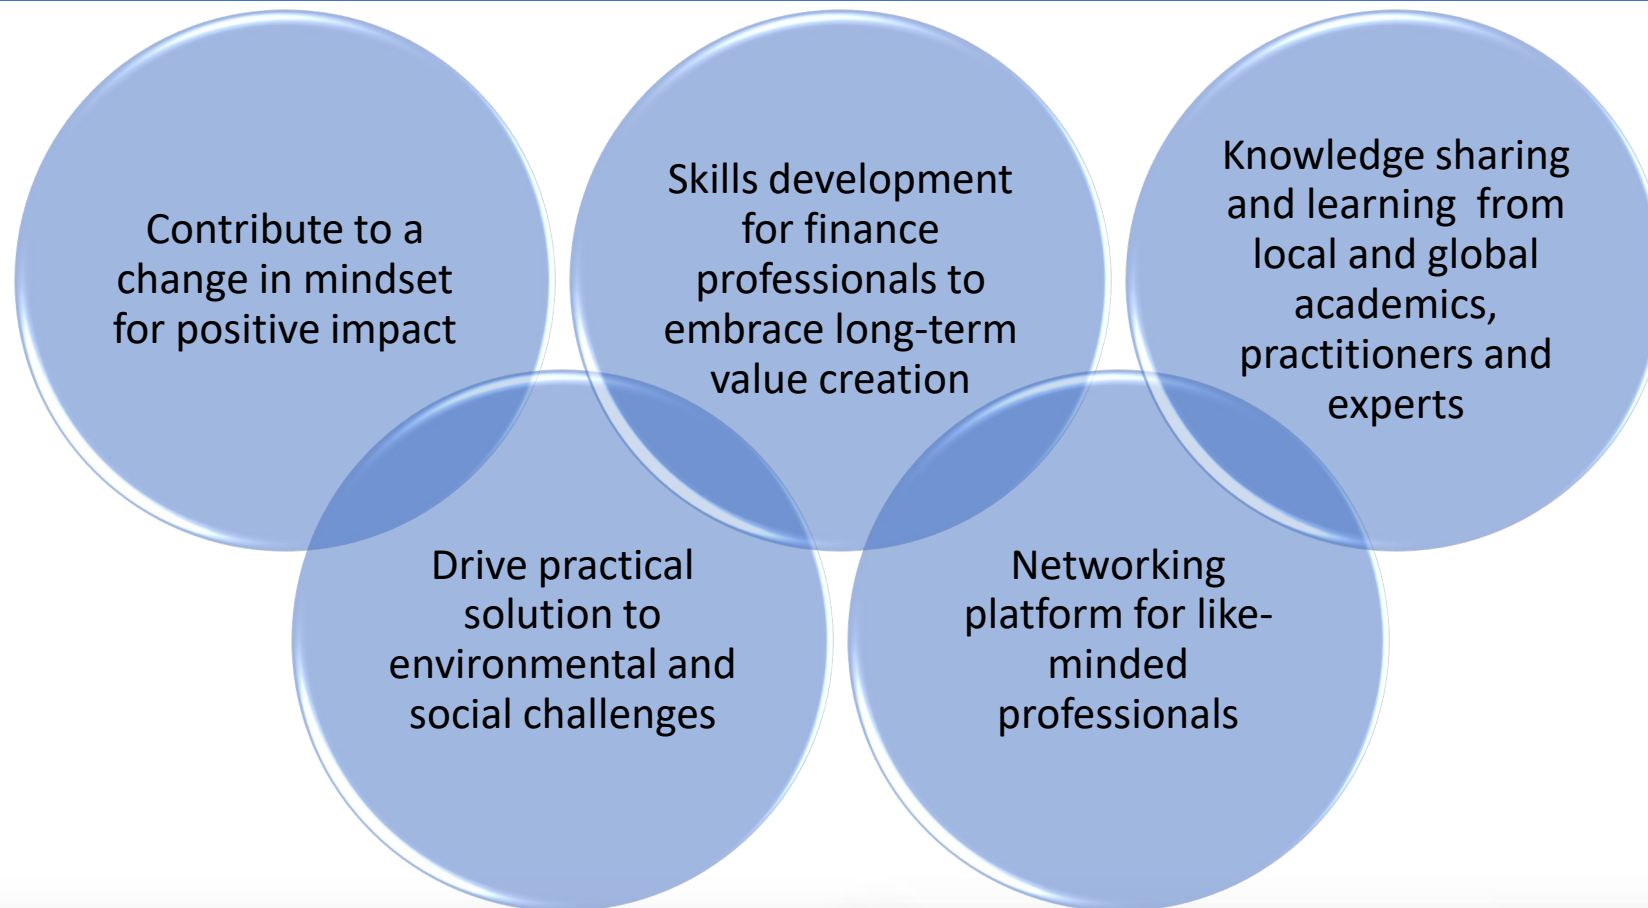 Contribute to a
change in mindset
for positive impact
Drive practical
solution to
environmental and
social challenges
Skills development
for finance
professionals to
embrace long-term
value creation
Networking
platform for like-
minded
professionals
Knowledge sharing
and learning  from
local and global
academics,
practitioners and
experts